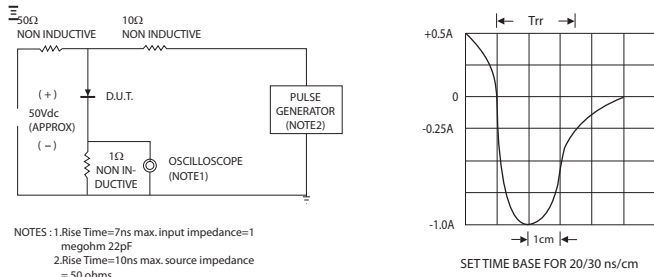 50Ω
NON INDUCTIVE
10Ω
NON INDUCTIVE
(+)
50Vdc
(APPROX)
(−)
D.U.T.
1Ω
NON IN-
DUCTIVE
OSCILLOSCOPE
(NOTE1)
PULSE
GENERATOR
(NOTE2)
NOTES : 1.Rise Time=7ns max. input impedance=1
megohm 22pF
2.Rise Time=10ns max. source impedance
= 50 ohms
Trr
+0.5A
0
-0.25A
-1.0A
1cm
SET TIME BASE FOR 20/30 ns/cm